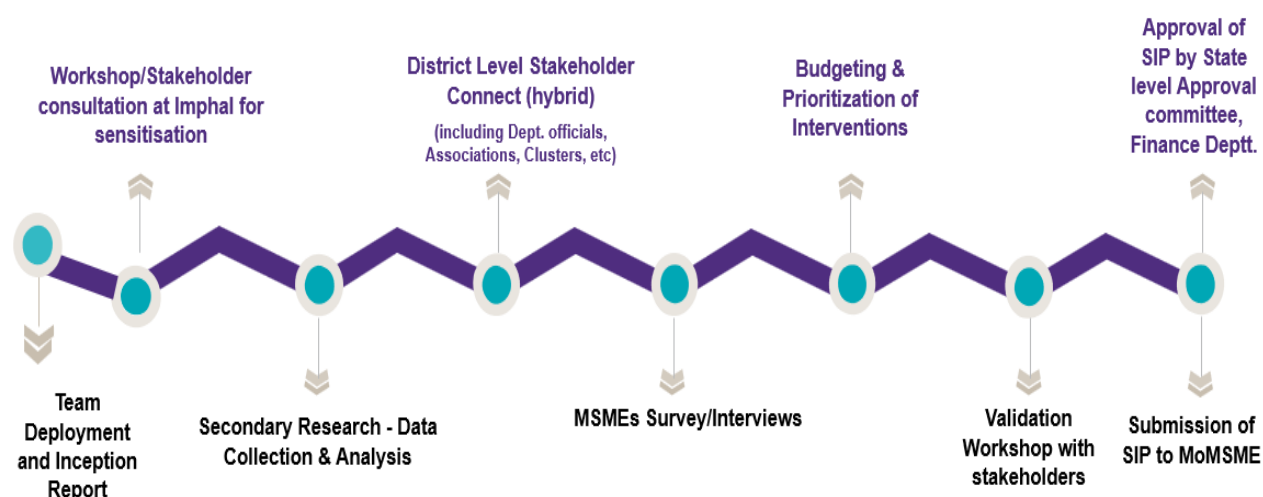 Workshop/Stakeholder
consultation at Imphal for
sensitisation
District Level Stakeholder
Connect (hybrid)
(including Dept. officials,
Associations, Clusters, etc)
Budgeting &
Prioritization of
Interventions
Approval of
SIP by State
level Approval
committee,
Finance Deptt.
Team
Deployment
and Inception
Report
Secondary Research - Data
Collection & Analysis
MSMEs Survey/Interviews
Validation
Workshop with
stakeholders
Submission of
SIP to MoMSME